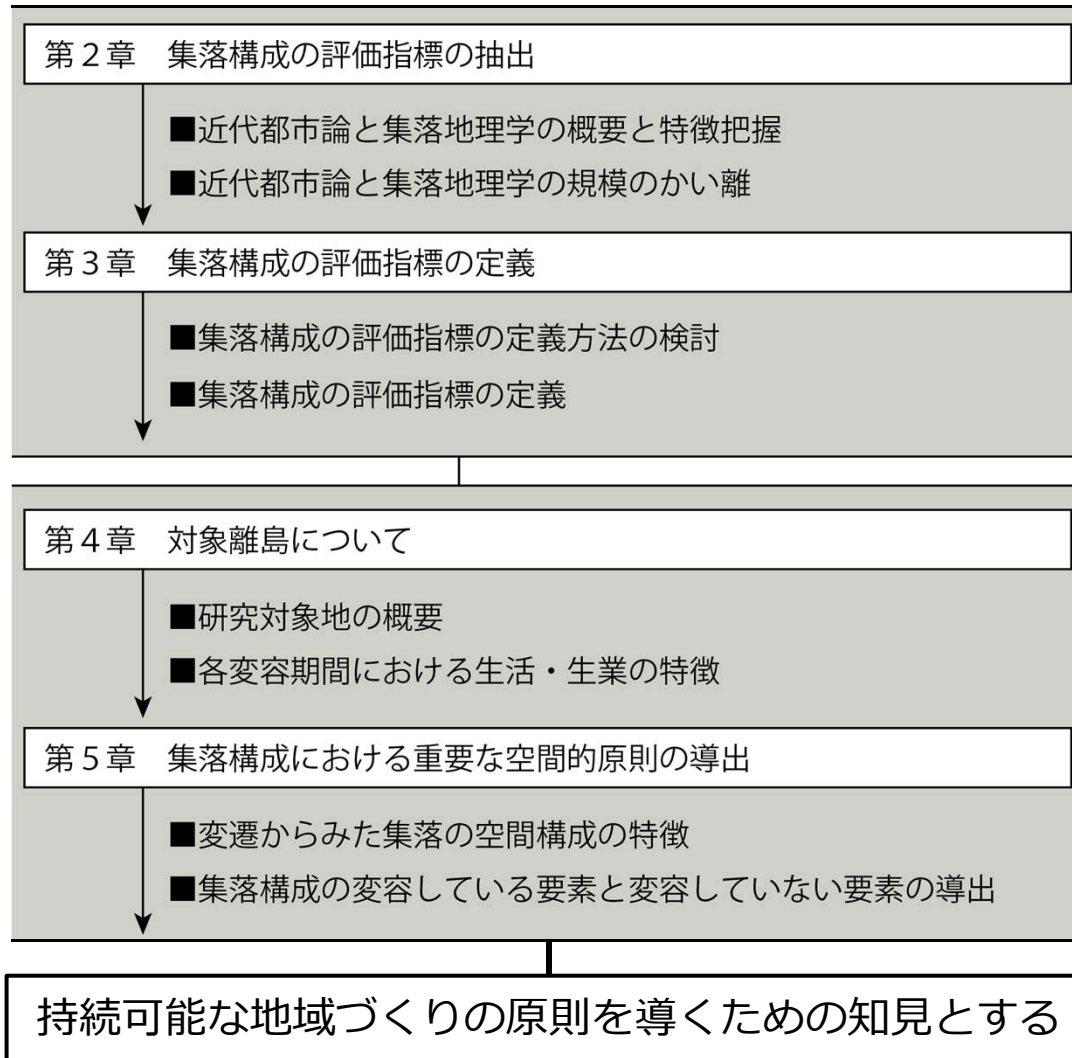 第２章　集落構成の評価指標の抽出
■近代都市論と集落地理学の概要と特徴把握
■近代都市論と集落地理学の規模のかい離
第３章　集落構成の評価指標の定義
■集落構成の評価指標の定義方法の検討
■集落構成の評価指標の定義
第４章　対象離島について
■研究対象地の概要
■各変容期間における生活・生業の特徴
第５章　集落構成における重要な空間的原則の導出
■変遷からみた集落の空間構成の特徴
■集落構成の変容している要素と変容していない要素の導出
持続可能な地域づくりの原則を導くための知見とする